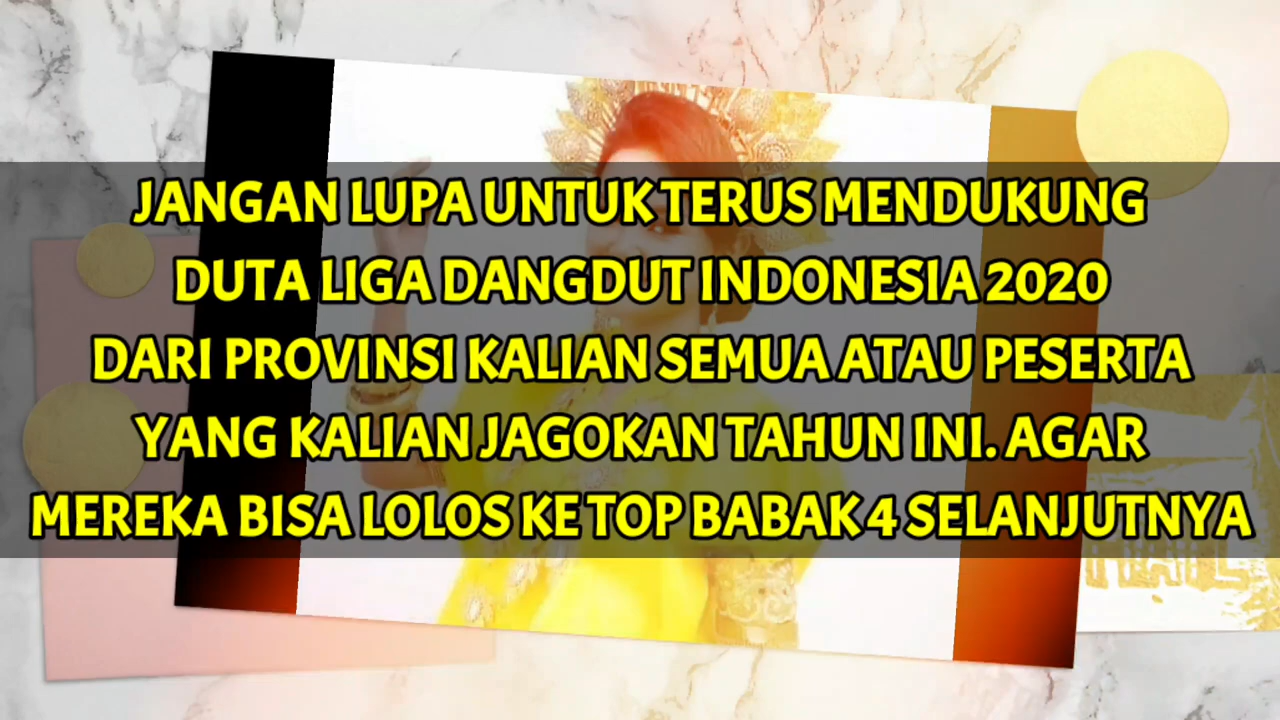 JANGAN LUPA UNTUK TERUS MENDUKUNG
DUTA LIGA DANGDUT INDONESIA 2020
DARI PROVINSI KALIAN SEMUA ATAU PESERTA
YANG KALIAN JAGOKAN TAHUN INI. AGAR
MEREKA BISA LOLOS KE TOP BABAK 4 SELANJUTNYA